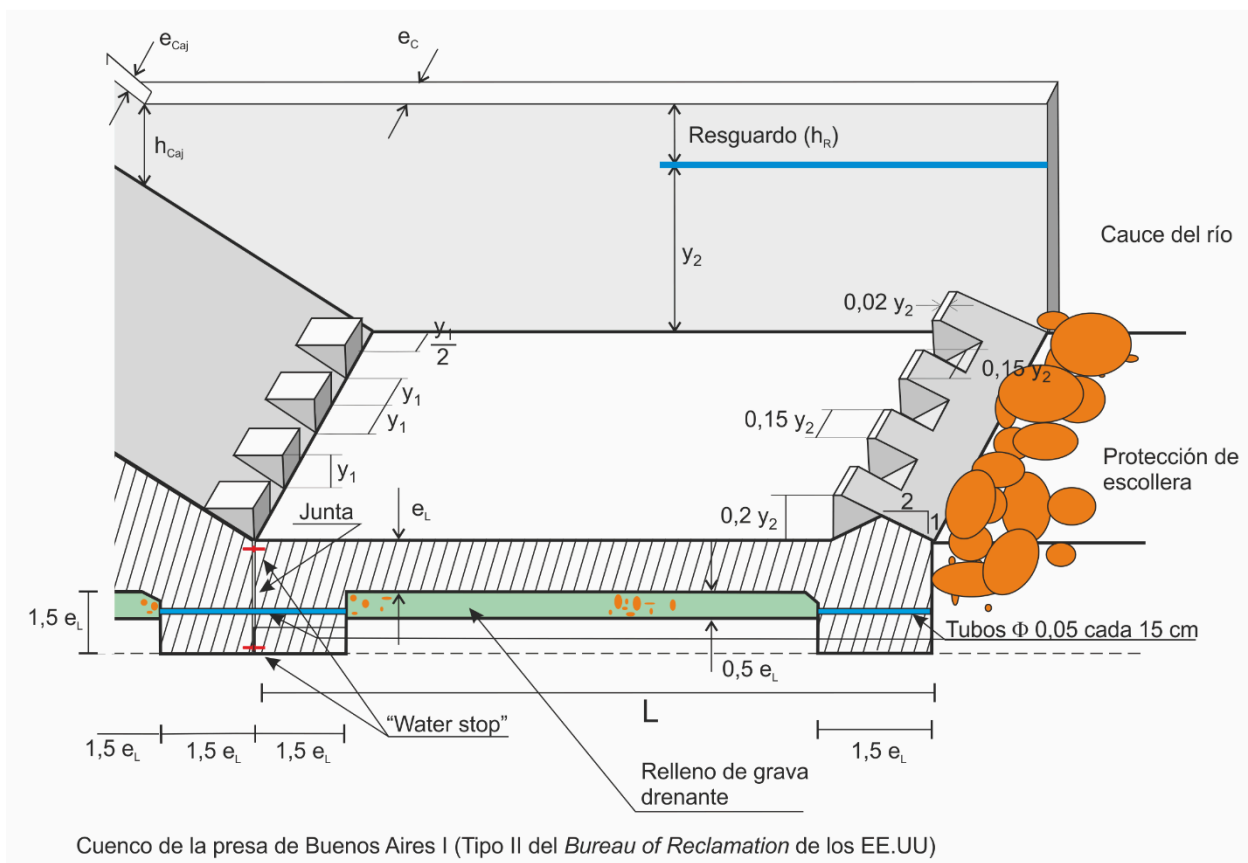 e_Caj
e_C
h_Caj
Resguardo (h_R)
y_2
Cauce del río
0,02 y_2
y_1
2
0,15 y_2
y_1
y_1
0,15 y_2
y_1
Protección de
escollera
Junta
e_L
0,2 y_2
2
1
1,5 e_L
Tubos Φ 0,05 cada 15 cm
0,5 e_L
L
"Water stop"
1,5 e_L
1,5 e_L
1,5 e_L
1,5 e_L
Relleno de grava
drenante
Cuenco de la presa de Buenos Aires I (Tipo II del Bureau of Reclamation de los EE.UU)